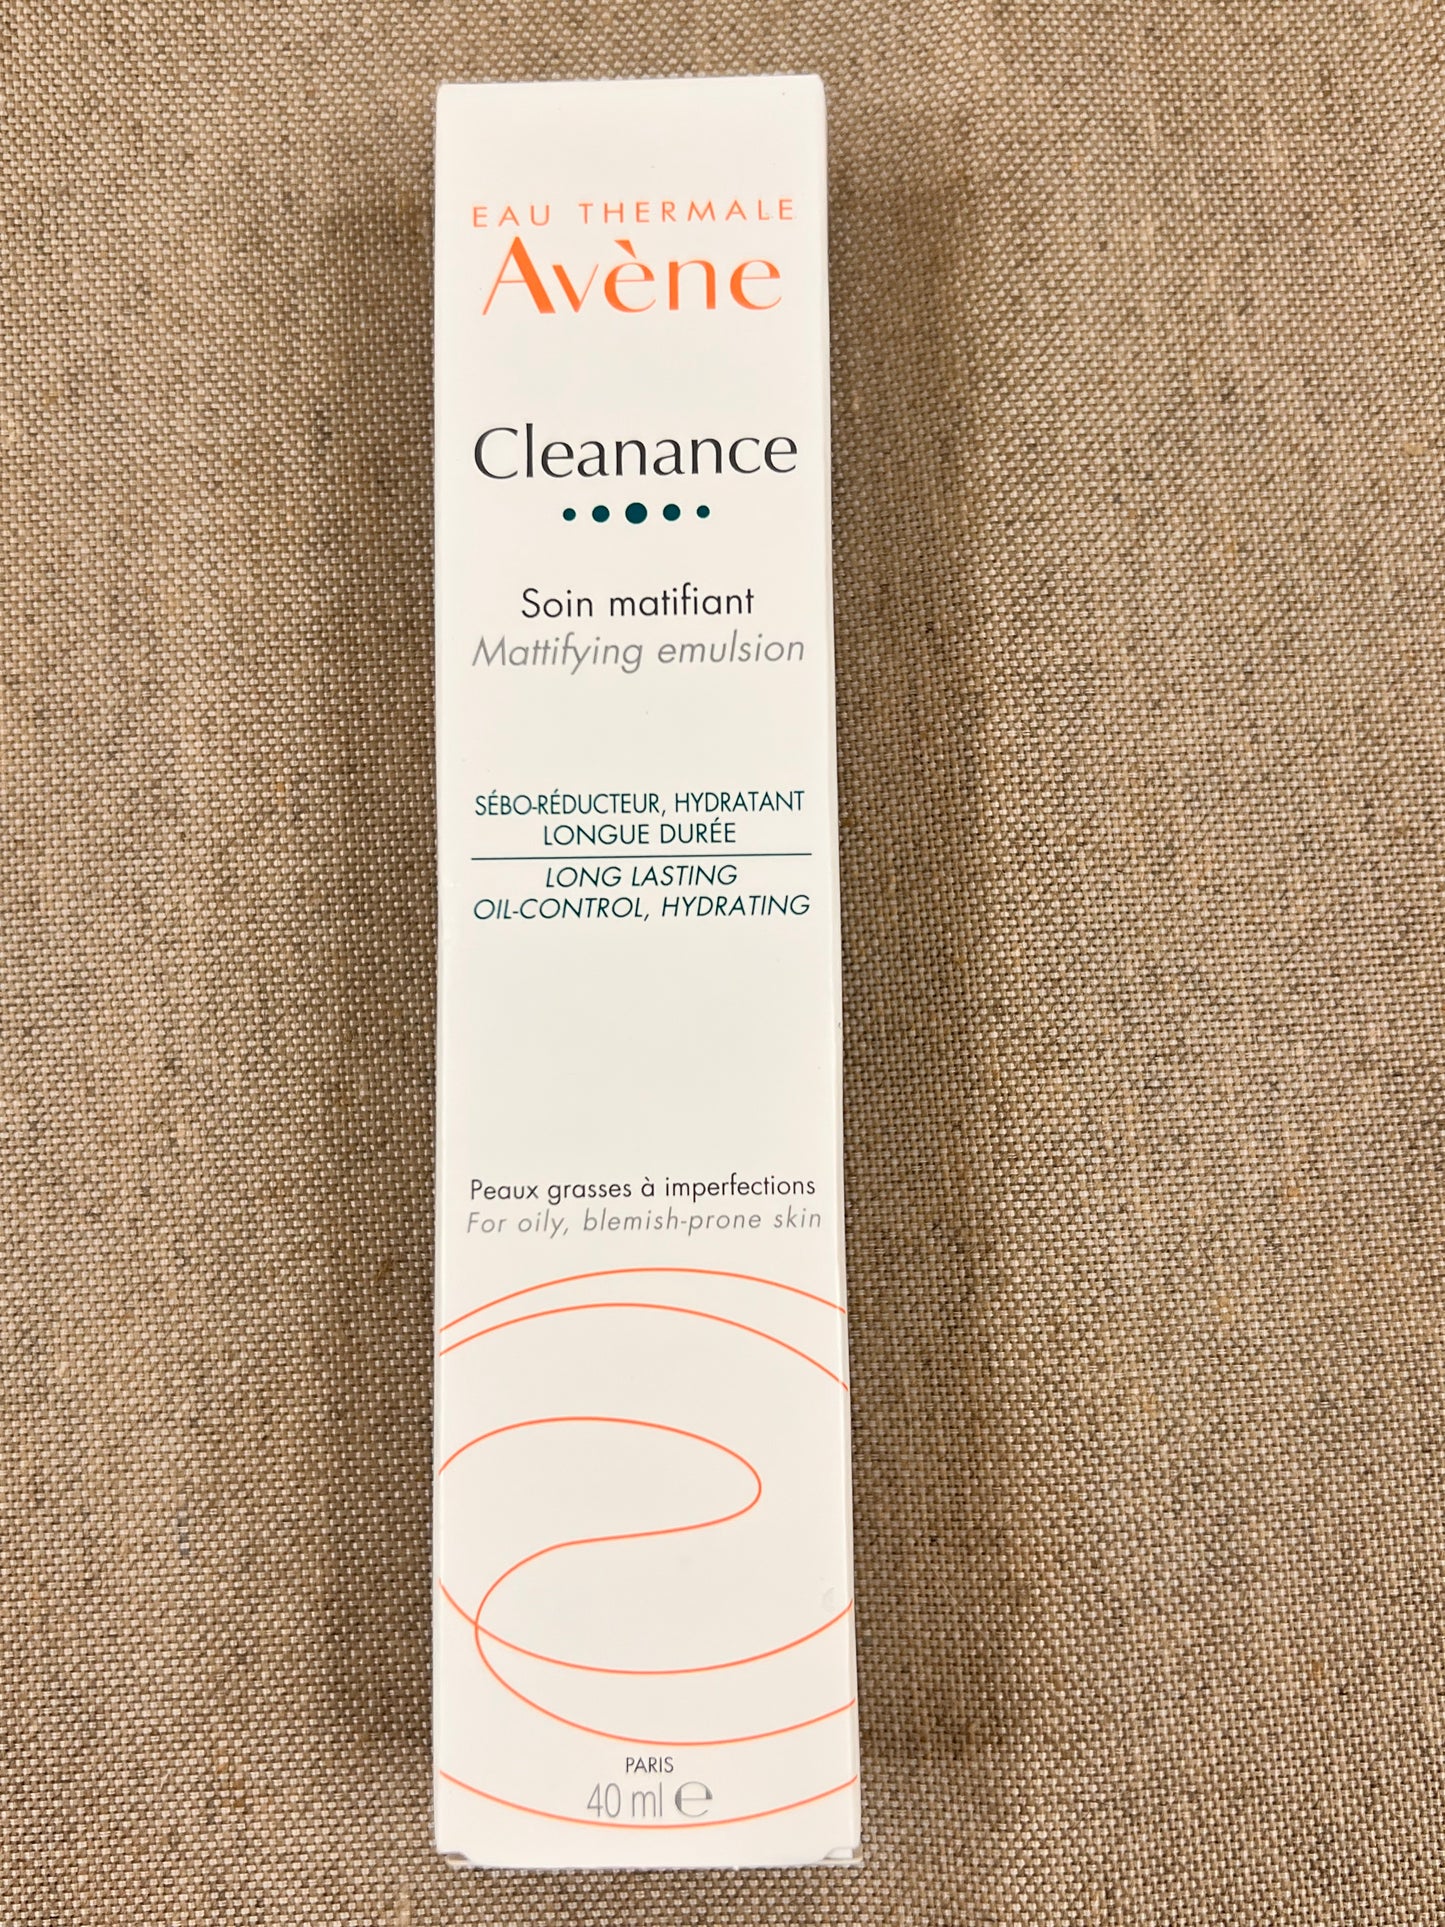 EAU THERMALE
Avène
Cleanance
Soin matifiant
Mattifying emulsion
SÉBO-RÉDUCTEUR, HYDRATANT
LONGUE DURÉE
LONG LASTING
OIL-CONTROL, HYDRATING
Peaux grasses à imperfections
For oily, blemish-prone skin
PARIS
40 ml ℮